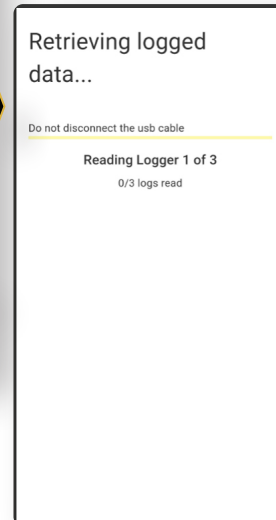 Retrieving logged
data...
Do not disconnect the usb cable
Reading Logger 1 of 3
0/3 logs read